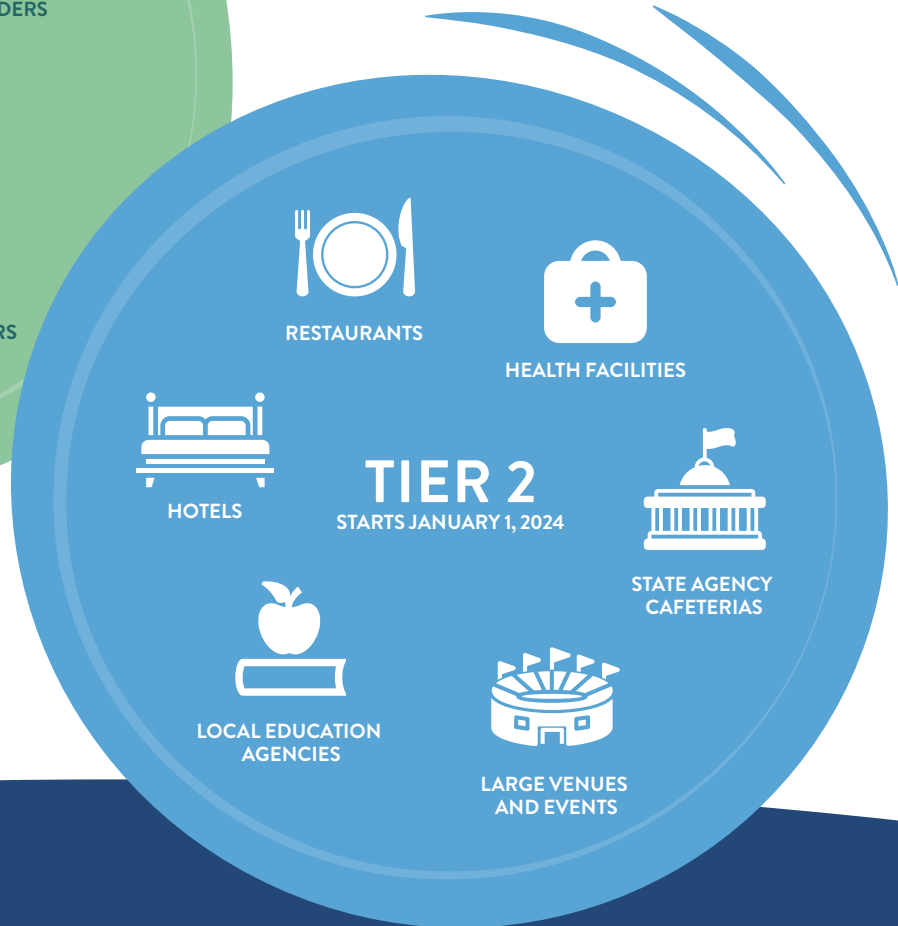 DERS
RS
RESTAURANTS
HEALTH FACILITIES
HOTELS
TIER 2
STARTS JANUARY 1, 2024
STATE AGENCY
CAFETERIAS
LOCAL EDUCATION
AGENCIES
LARGE VENUES
AND EVENTS